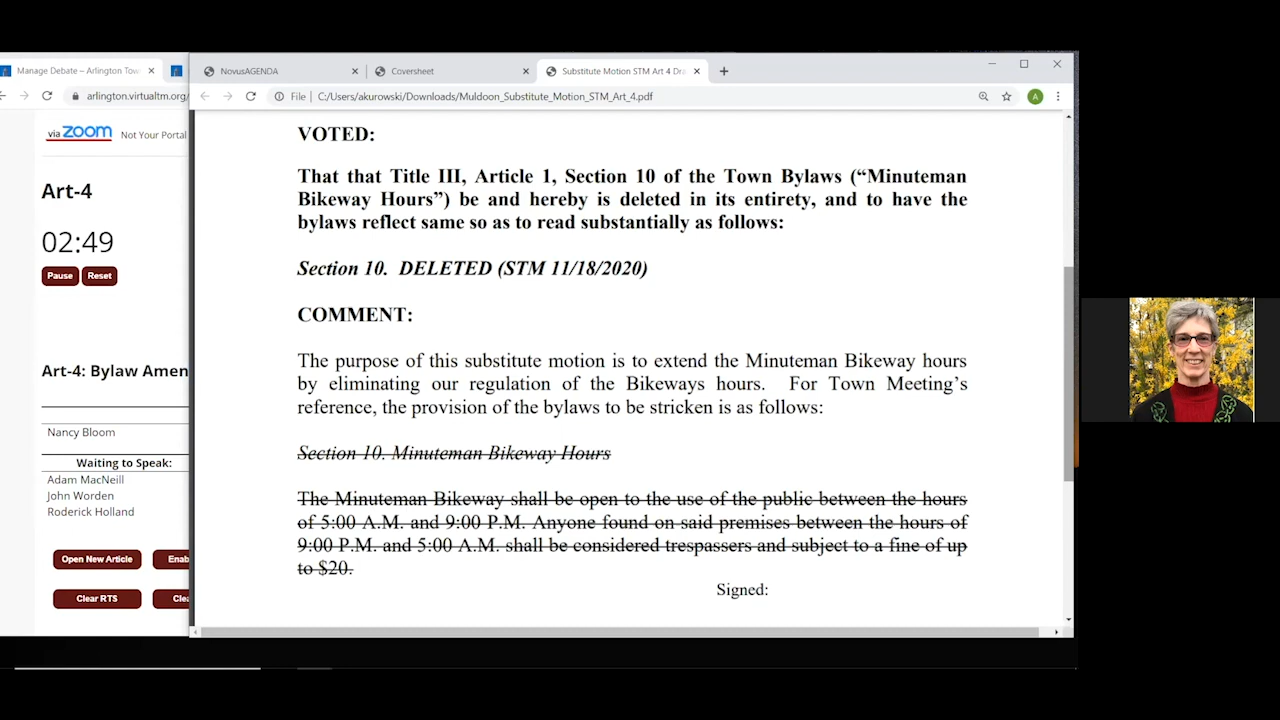 Manage Debate – Arlington Tow
NovusAGENDA
Coversheet
Substitute Motion STM Art 4 Dra
arlington.virtualtm.org/
File | C:/Users/akurowski/Downloads/Muldoon_Substitute_Motion_STM_Art_4.pdf
A
via zoom Not Your Portal
Art-4
02:49
Pause Reset
Art-4: Bylaw Amen
Nancy Bloom
Waiting to Speak:
Adam MacNeill
John Worden
Roderick Holland
Open New Article Enab
Clear RTS Cle
VOTED:
That that Title III, Article 1, Section 10 of the Town Bylaws (“Minuteman
Bikeway Hours”) be and hereby is deleted in its entirety, and to have the
bylaws reflect same so as to read substantially as follows:
Section 10. DELETED (STM 11/18/2020)
COMMENT:
The purpose of this substitute motion is to extend the Minuteman Bikeway hours
by eliminating our regulation of the Bikeways hours. For Town Meeting’s
reference, the provision of the bylaws to be stricken is as follows:
Section 10. Minuteman Bikeway Hours
The Minuteman Bikeway shall be open to the use of the public between the hours
of 5:00 A.M. and 9:00 P.M. Anyone found on said premises between the hours of
9:00 P.M. and 5:00 A.M. shall be considered trespassers and subject to a fine of up
to $20.
Signed: